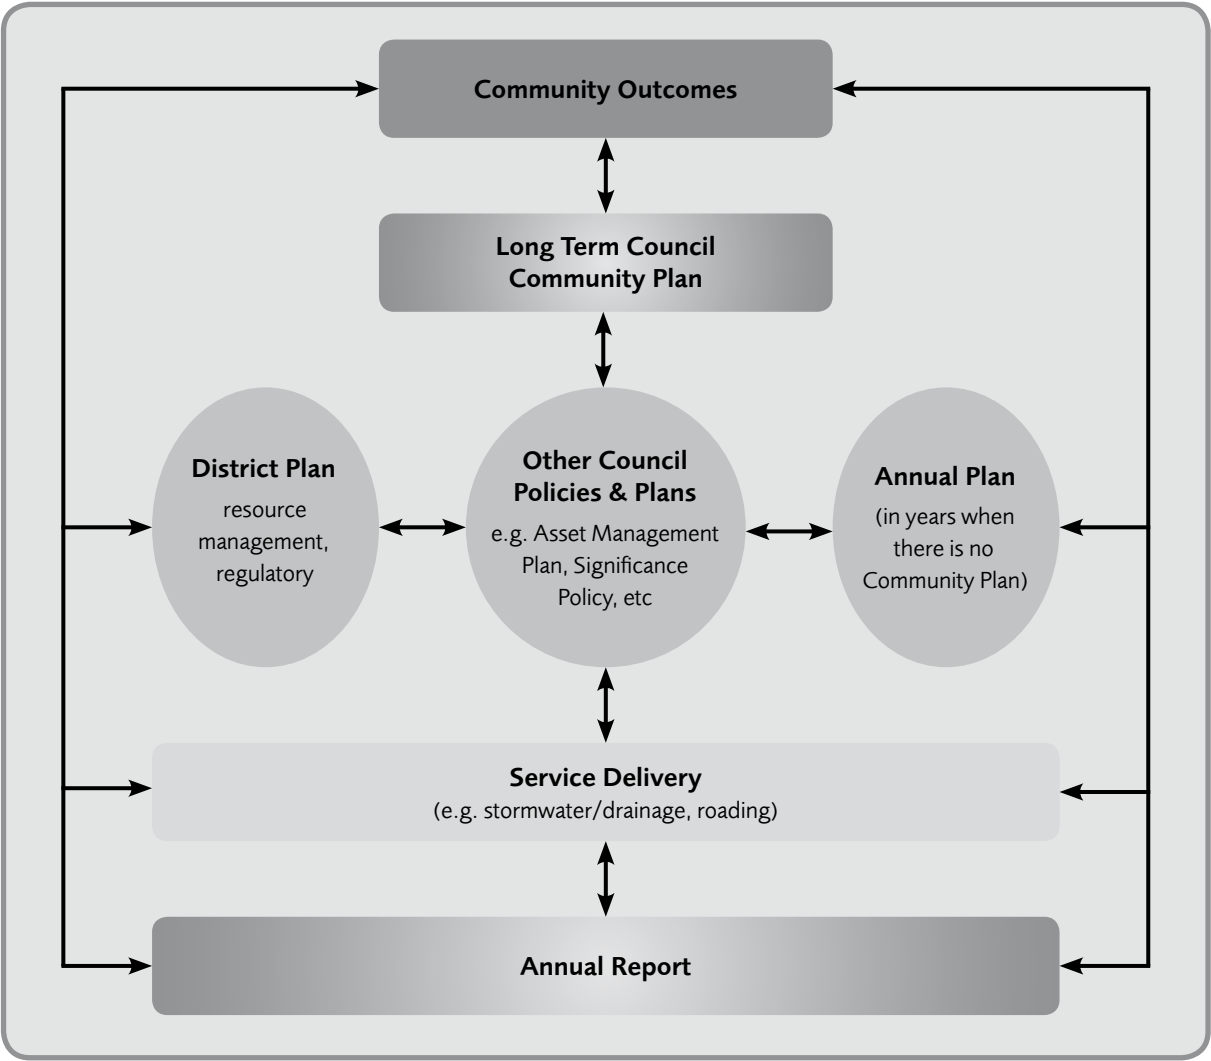 Community Outcomes
Long Term Council
Community Plan
District Plan
resource
management,
regulatory
Other Council
Policies & Plans
e.g. Asset Management
Plan, Significance
Policy, etc
Annual Plan
(in years when
there is no
Community Plan)
Service Delivery
(e.g. stormwater/drainage, roading)
Annual Report